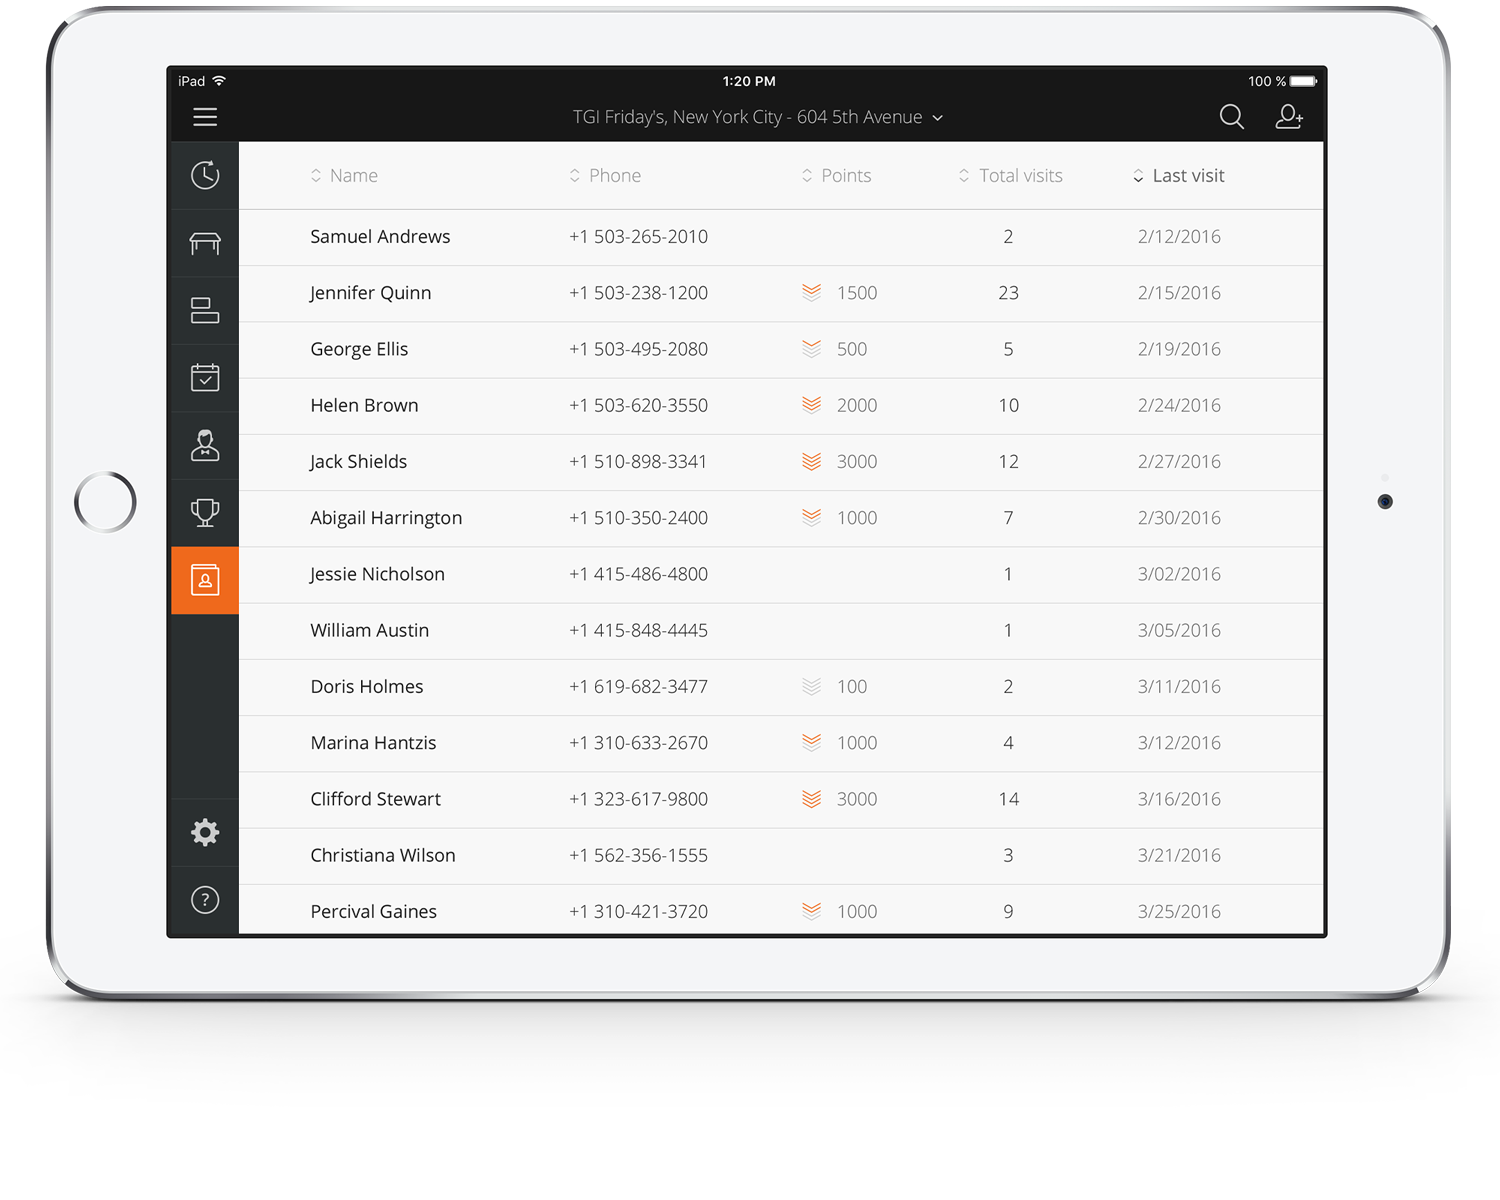 iPad 1:20 PM 100 %
TGI Friday's, New York City - 604 5th Avenue
Name Phone Points Total visits Last visit
Samuel Andrews +1 503-265-2010 2 2/12/2016
Jennifer Quinn +1 503-238-1200 1500 23 2/15/2016
George Ellis +1 503-495-2080 500 5 2/19/2016
Helen Brown +1 503-620-3550 2000 10 2/24/2016
Jack Shields +1 510-898-3341 3000 12 2/27/2016
Abigail Harrington +1 510-350-2400 1000 7 2/30/2016
Jessie Nicholson +1 415-486-4800 1 3/02/2016
William Austin +1 415-848-4445 1 3/05/2016
Doris Holmes +1 619-682-3477 100 2 3/11/2016
Marina Hantzis +1 310-633-2670 1000 4 3/12/2016
Clifford Stewart +1 323-617-9800 3000 14 3/16/2016
Christiana Wilson +1 562-356-1555 3 3/21/2016
? Percival Gaines +1 310-421-3720 1000 9 3/25/2016